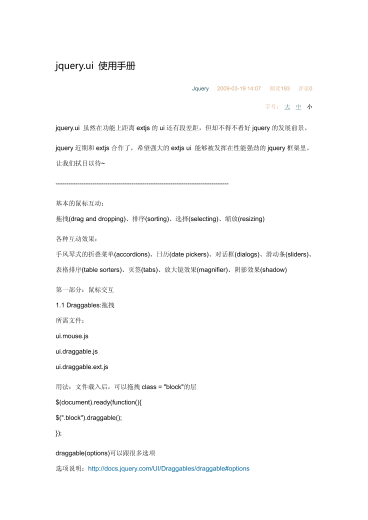 jquery.ui 使用手册
Jquery 2009-03-19 14:07 阅读193 评论0
字号： 大 中 小
jquery.ui 虽然在功能上距离 extjs 的 ui 还有段差距，但却不得不看好 jquery 的发展前景，
jquery 近期和 extjs 合作了，希望强大的 extjs ui 能够被发挥在性能强劲的 jquery 框架里，
让我们拭目以待~
--------------------------------------------------------------------------------
基本的鼠标互动：
拖拽(drag and dropping)、排序(sorting)、选择(selecting)、缩放(resizing)
各种互动效果：
手风琴式的折叠菜单(accordions)、日历(date pickers)、对话框(dialogs)、滑动条(sliders)、
表格排序(table sorters)、页签(tabs)、放大镜效果(magnifier)、阴影效果(shadow)
第一部分：鼠标交互
1.1 Draggables:拖拽
所需文件：
ui.mouse.js
ui.draggable.js
ui.draggable.ext.js
用法：文件载入后，可以拖拽 class = "block"的层
$(document).ready(function(){
$(".block").draggable();
});
draggable(options)可以跟很多选项
选项说明：http://docs.jquery.com/UI/Draggables/draggable#options